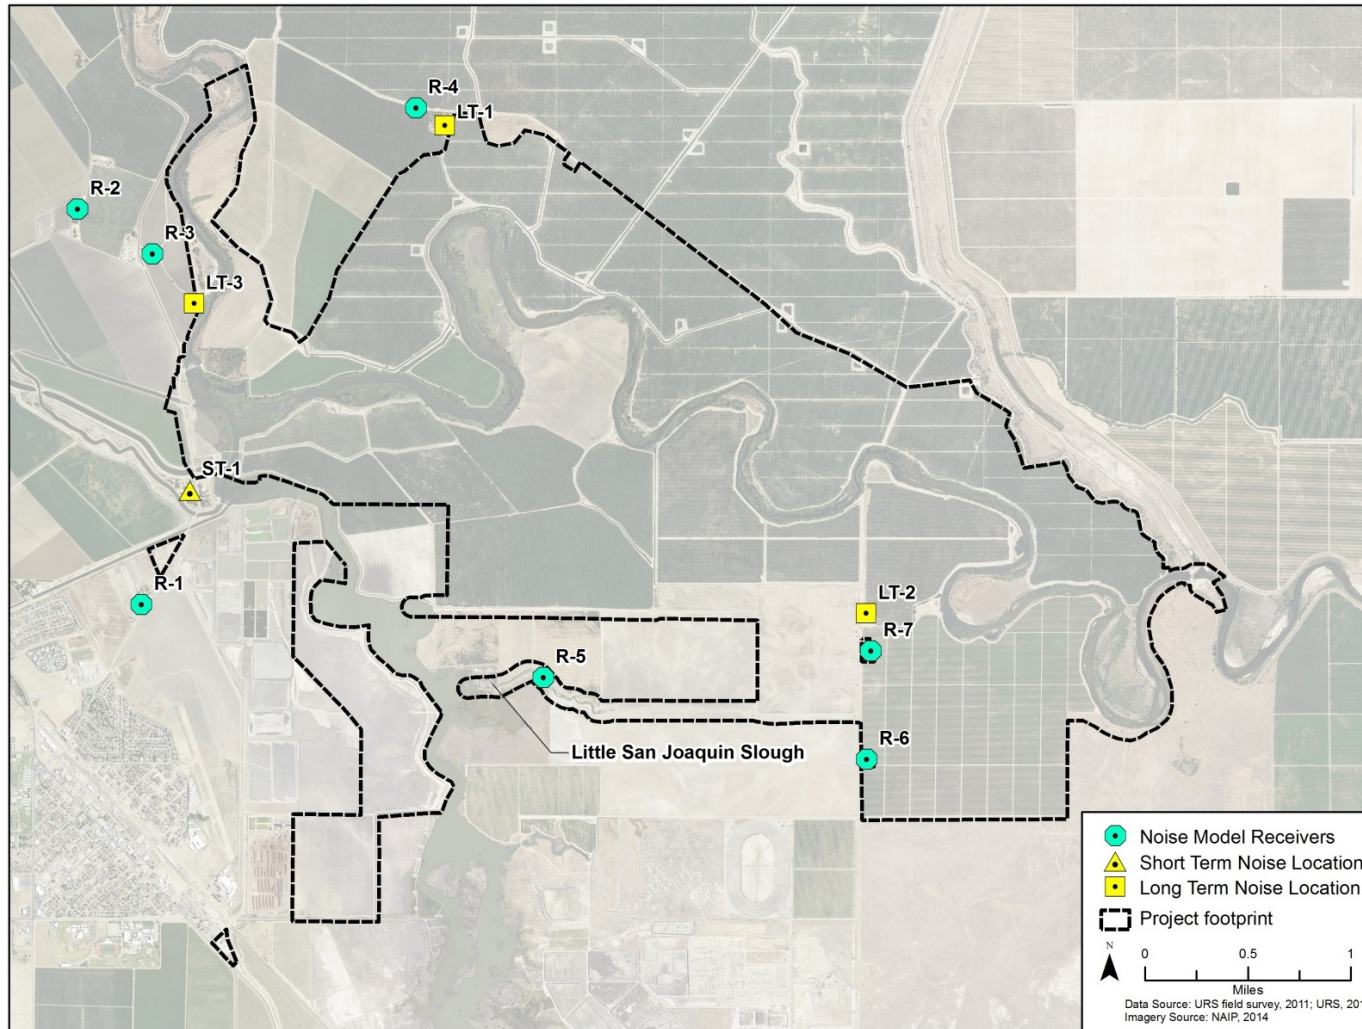 R-4
LT-1
R-2
R-3
LT-3
ST-1
R-1
LT-2
R-7
R-5
Little San Joaquin Slough
R-6
Noise Model Receivers
Short Term Noise Location
Long Term Noise Location
Project footprint
N
0 0.5 1
Miles
Data Source: URS field survey, 2011; URS, 201
Imagery Source: NAIP, 2014